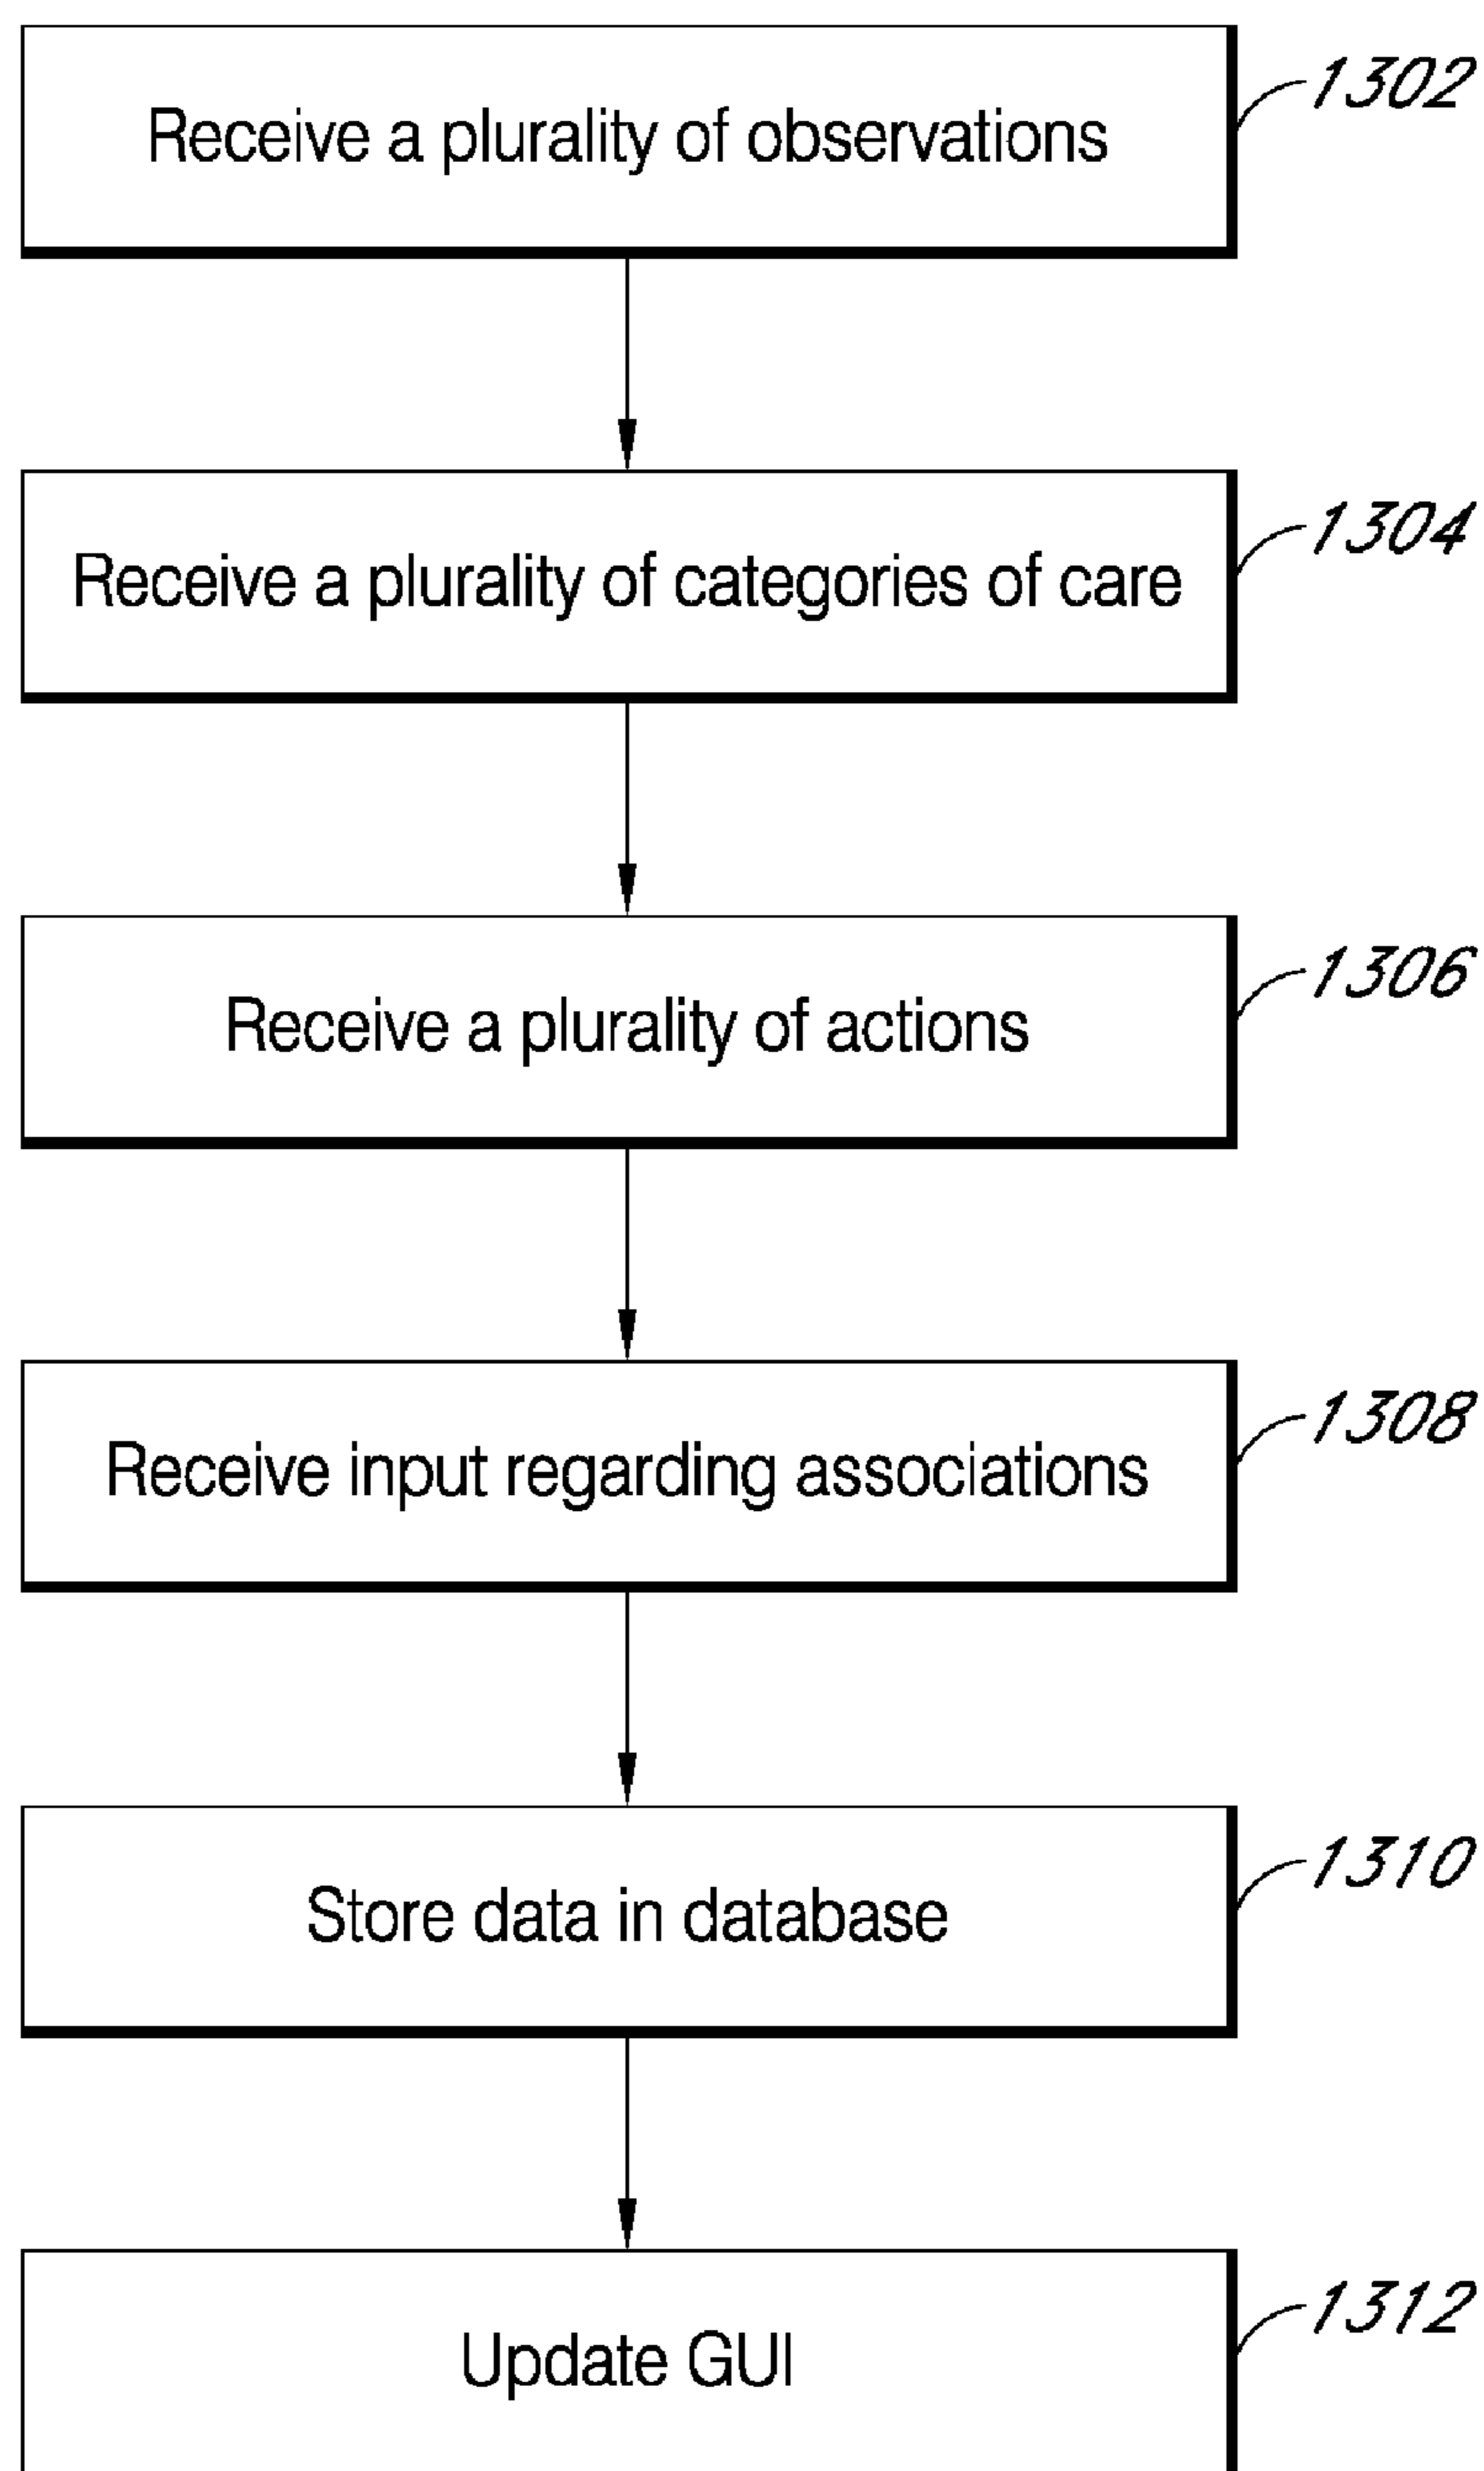 Receive a plurality of observations
1302
Receive a plurality of categories of care
1304
Receive a plurality of actions
1306
Receive input regarding associations
1308
Store data in database
1310
Update GUI
1312